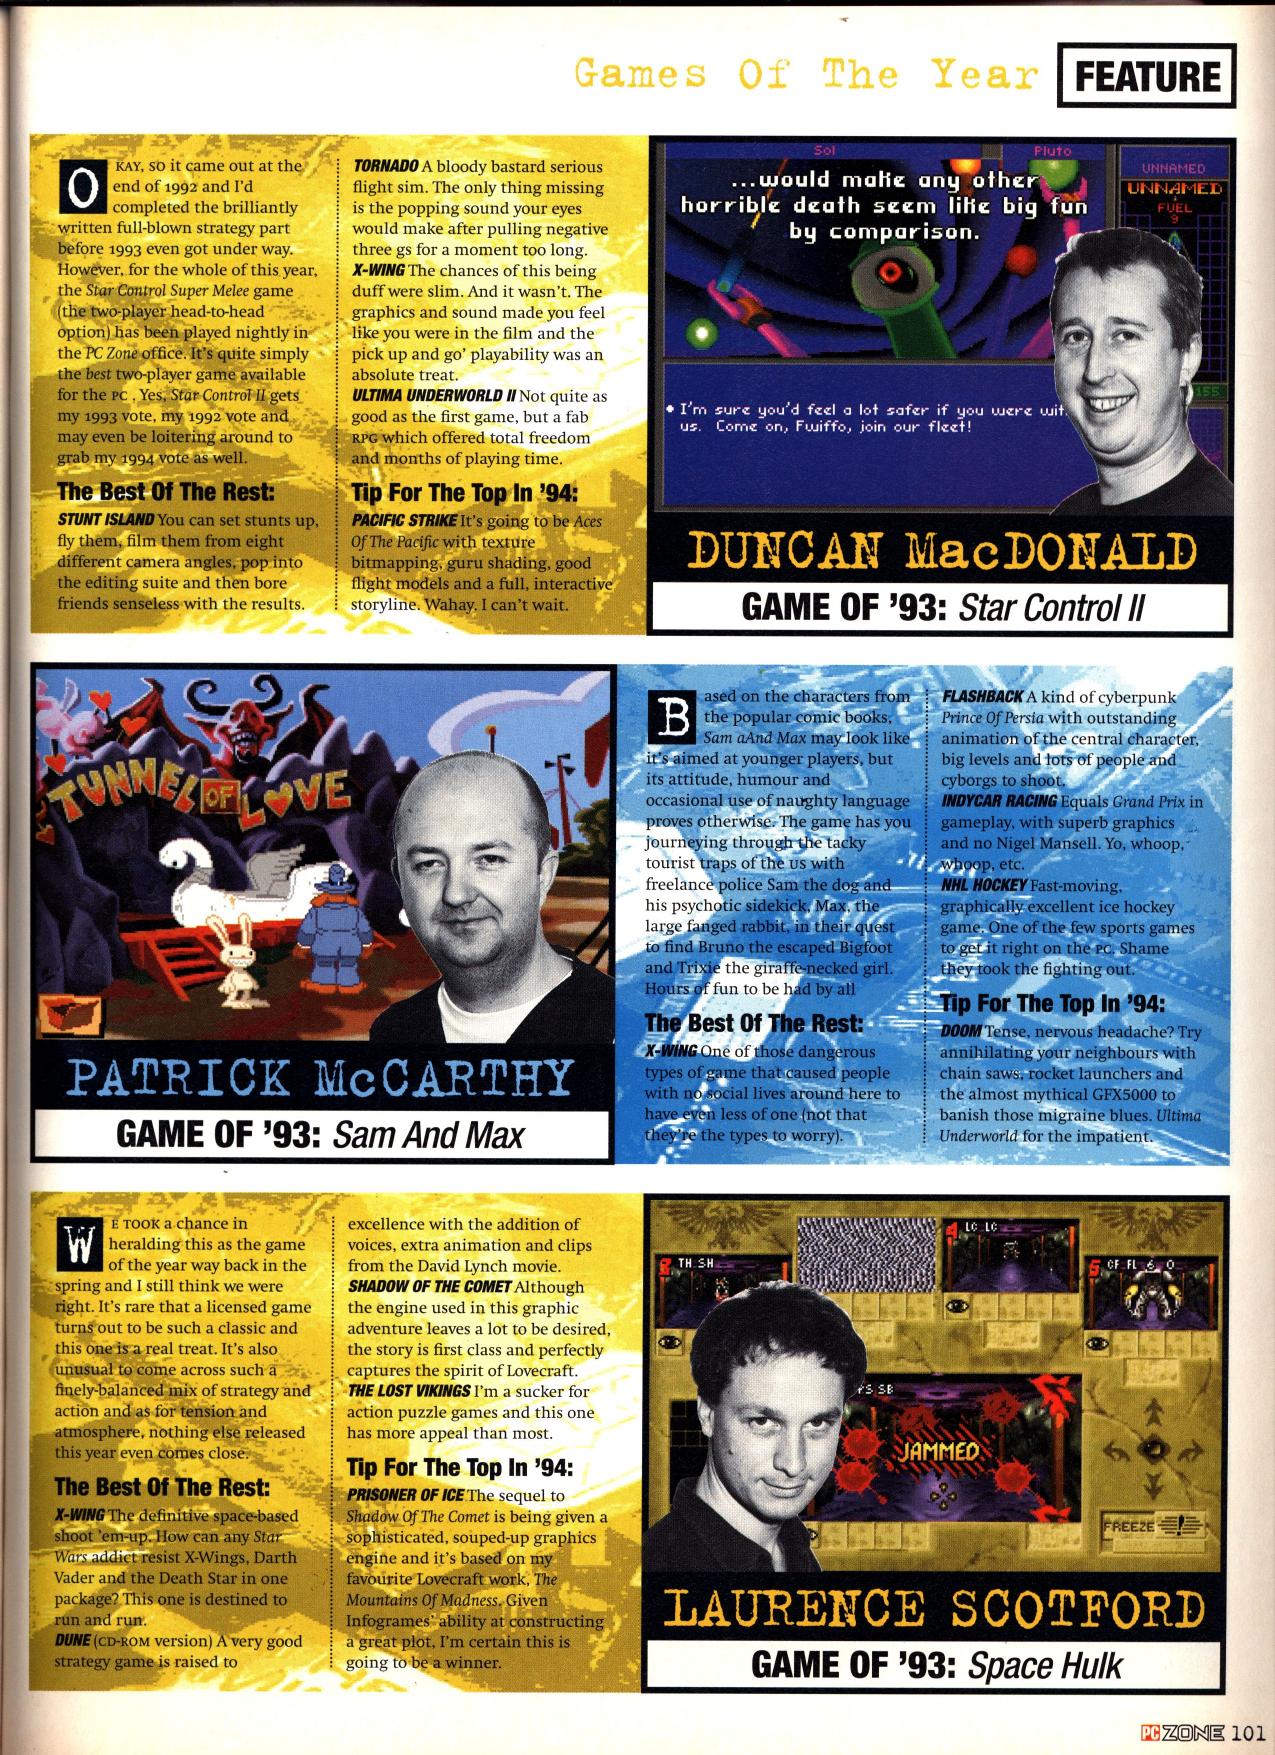 Games Of The Year FEATURE
OKAY, SO it came out at the
end of 1992 and I'd
completed the brilliantly
written full-blown strategy part
before 1993 even got under way.
However, for the whole of this year,
the Star Control Super Melee game
(the two-player head-to-head
option) has been played nightly in
the PC Zone office. It's quite simply
the best two-player game available
for the PC . Yes, Star Control II gets
my 1993 vote, my 1992 vote and
may even be loitering around to
grab my 1994 vote as well.
The Best Of The Rest:
STUNT ISLAND You can set stunts up,
fly them, film them from eight
different camera angles, pop into
the editing suite and then bore
friends senseless with the results.
TORNADO A bloody bastard serious
flight sim. The only thing missing
is the popping sound your eyes
would make after pulling negative
three gs for a moment too long.
X-WING The chances of this being
duff were slim. And it wasn't. The
graphics and sound made you feel
like you were in the film and the
pick up and go' playability was an
absolute treat.
ULTIMA UNDERWORLD II Not quite as
good as the first game, but a fab
RPG which offered total freedom
and months of playing time.
Tip For The Top In '94:
PACIFIC STRIKE It's going to be Aces
Of The Pacific with texture
bitmapping, guru shading, good
flight models and a full, interactive
storyline. Wahay, I can't wait.
Sol
Pluto
...would make any other
horrible death seem like big fun
by comparison.
UNNAMED
UNNAMED
FUEL
9
155
• I'm sure you'd feel a lot safer if you were wit
us. Come on, Fwiffo, join our fleet!
DUNCAN MacDONALD
GAME OF '93: Star Control II
TUNNEL OF LOVE
PATRICK McCARTHY
GAME OF '93: Sam And Max
Based on the characters from
the popular comic books,
Sam aAnd Max may look like
it's aimed at younger players, but
its attitude, humour and
occasional use of naughty language
proves otherwise. The game has you
journeying through the tacky
tourist traps of the US with
freelance police Sam the dog and
his psychotic sidekick, Max, the
large fanged rabbit, in their quest
to find Bruno the escaped Bigfoot
and Trixie the giraffe-necked girl.
Hours of fun to be had by all
The Best Of The Rest:
X-WING One of those dangerous
types of game that caused people
with no social lives around here to
have even less of one (not that
they're the types to worry).
FLASHBACK A kind of cyberpunk
Prince Of Persia with outstanding
animation of the central character,
big levels and lots of people and
cyborgs to shoot.
INDYCAR RACING Equals Grand Prix in
gameplay, with superb graphics
and no Nigel Mansell. Yo, whoop,
whoop, etc.
NHL HOCKEY Fast-moving,
graphically excellent ice hockey
game. One of the few sports games
to get it right on the PC. Shame
they took the fighting out.
Tip For The Top In '94:
DOOM Tense, nervous headache? Try
annihilating your neighbours with
chain saws, rocket launchers and
the almost mythical GFX5000 to
banish those migraine blues. Ultima
Underworld for the impatient.
WE TOOK a chance in
heralding this as the game
of the year way back in the
spring and I still think we were
right. It's rare that a licensed game
turns out to be such a classic and
this one is a real treat. It's also
unusual to come across such a
finely-balanced mix of strategy and
action and as for tension and
atmosphere, nothing else released
this year even comes close.
The Best Of The Rest:
X-WING The definitive space-based
shoot 'em-up. How can any Star
Wars addict resist X-Wings, Darth
Vader and the Death Star in one
package? This one is destined to
run and run.
DUNE (CD-ROM version) A very good
strategy game is raised to
excellence with the addition of
voices, extra animation and clips
from the David Lynch movie.
SHADOW OF THE COMET Although
the engine used in this graphic
adventure leaves a lot to be desired,
the story is first class and perfectly
captures the spirit of Lovecraft.
THE LOST VIKINGS I'm a sucker for
action puzzle games and this one
has more appeal than most.
Tip For The Top In '94:
PRISONER OF ICE The sequel to
Shadow Of The Comet is being given a
sophisticated, souped-up graphics
engine and it's based on my
favourite Lovecraft work, The
Mountains Of Madness. Given
Infogrames' ability at constructing
a great plot, I'm certain this is
going to be a winner.
2 TH SH
4 LC LC
5 CF FL 6 0
JAMMED
FREEZE
LAURENCE SCOTFORD
GAME OF '93: Space Hulk
PC ZONE 101